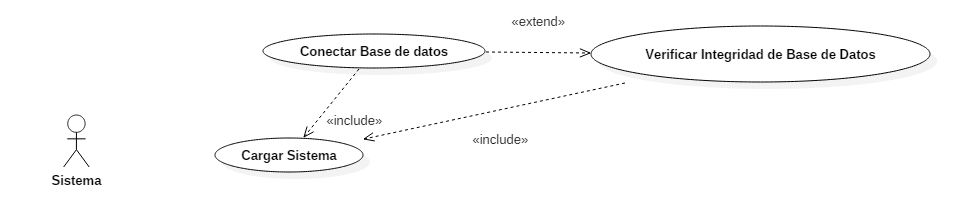 «extend»
Conectar Base de datos
Verificar Integridad de Base de Datos
«include»
«include»
Cargar Sistema
Sistema